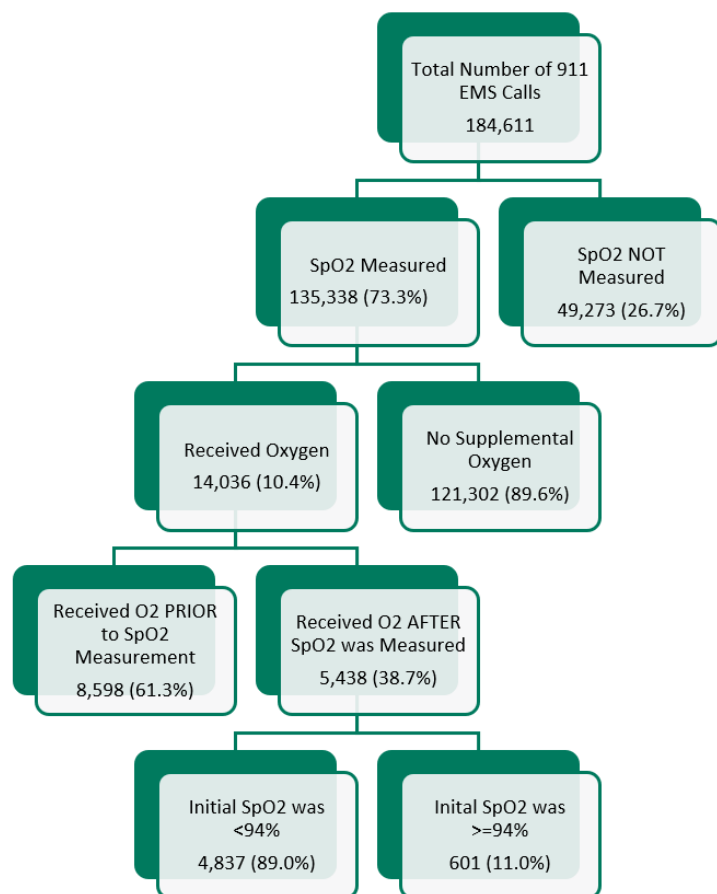 Total Number of 911
EMS Calls
184,611
SpO2 Measured
135,338 (73.3%)
SpO2 NOT
Measured
49,273 (26.7%)
Received Oxygen
14,036 (10.4%)
No Supplemental
Oxygen
121,302 (89.6%)
Received O2 PRIOR
to SpO2
Measurement
8,598 (61.3%)
Received O2 AFTER
SpO2 was Measured
5,438 (38.7%)
Initial SpO2 was
<94%
4,837 (89.0%)
Inital SpO2 was
>=94%
601 (11.0%)